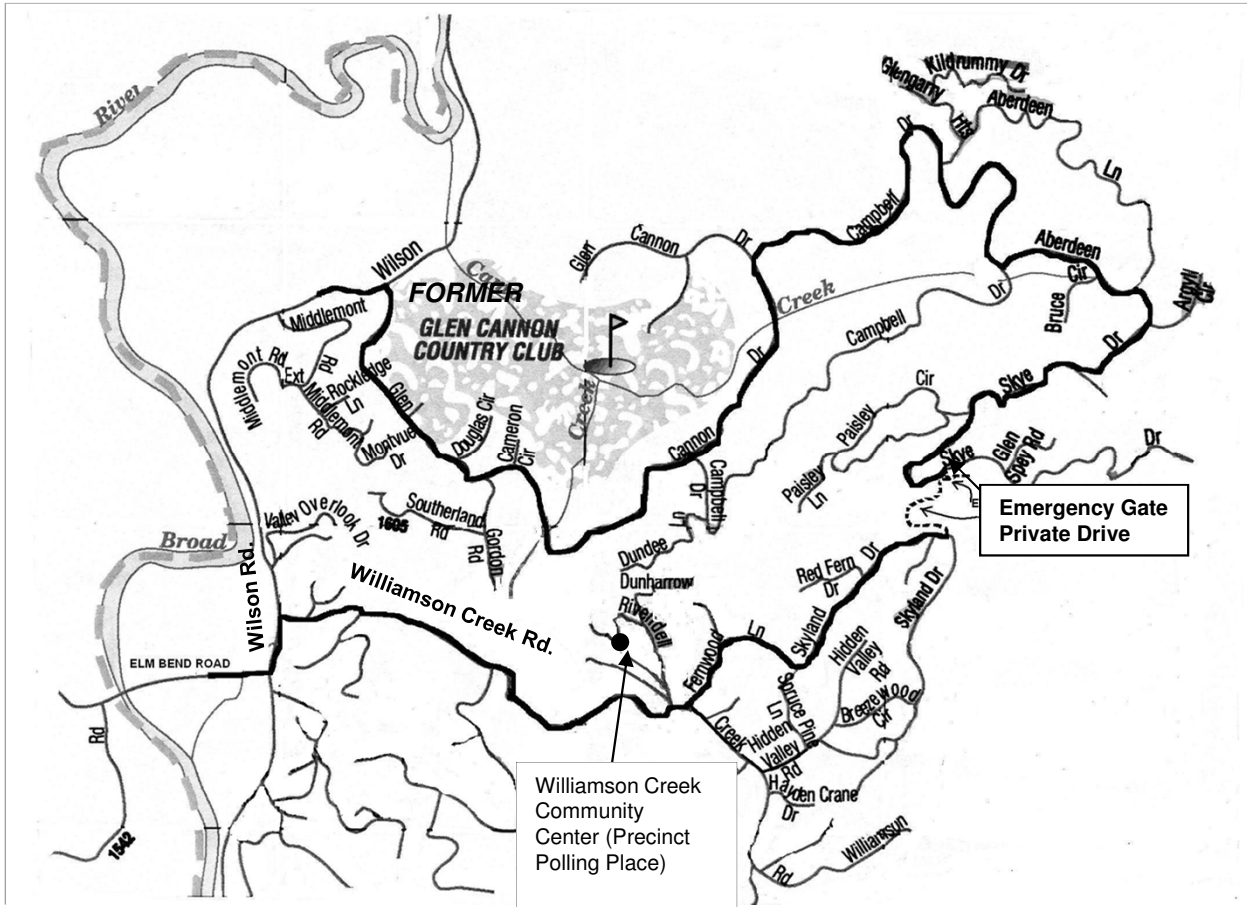 Kildrummy Dr
Glengarry
Hts
Aberdeen
Ln
River
Dr
Campbell
Wilson
Glen
Cannon
Dr
Aberdeen
Cir
Bruce
Argyll
Cir
Creek
Dr
FORMER
GLEN CANNON
COUNTRY CLUB
Middlemont
Rd
Campbell
Dr
Dr
Skye
Middlemont Rd
Ext
Rockledge
Ln
Middlemont
Rd
Montvue
Dr
Glen
Douglas Cir
Cameron
Cir
Creek
Cannon
Cir
Paisley
Paisley
Ln
Skye
Glen
Spey Rd
Dr
Campbell
Dr
Emergency Gate
Private Drive
Valley Overlook
Dr
1605
Southerland
Rd
Gordon
Rd
Broad
Dundee
Ct
Dunharrow
Rivendell
Red Fern
Dr
Dr
Skyland
Skyland Dr
Wilson Rd.
Williamson Creek Rd.
Fernwood
Ln
Hidden
Valley
Rd
Breezewood
Cir
ELM BEND ROAD
Rd
1542
Creek
Spruce Pine
Ln
Hidden
Valley
Rd
Hayden Crane
Dr
Williamsun
Rd
Williamson Creek
Community
Center (Precinct
Polling Place)